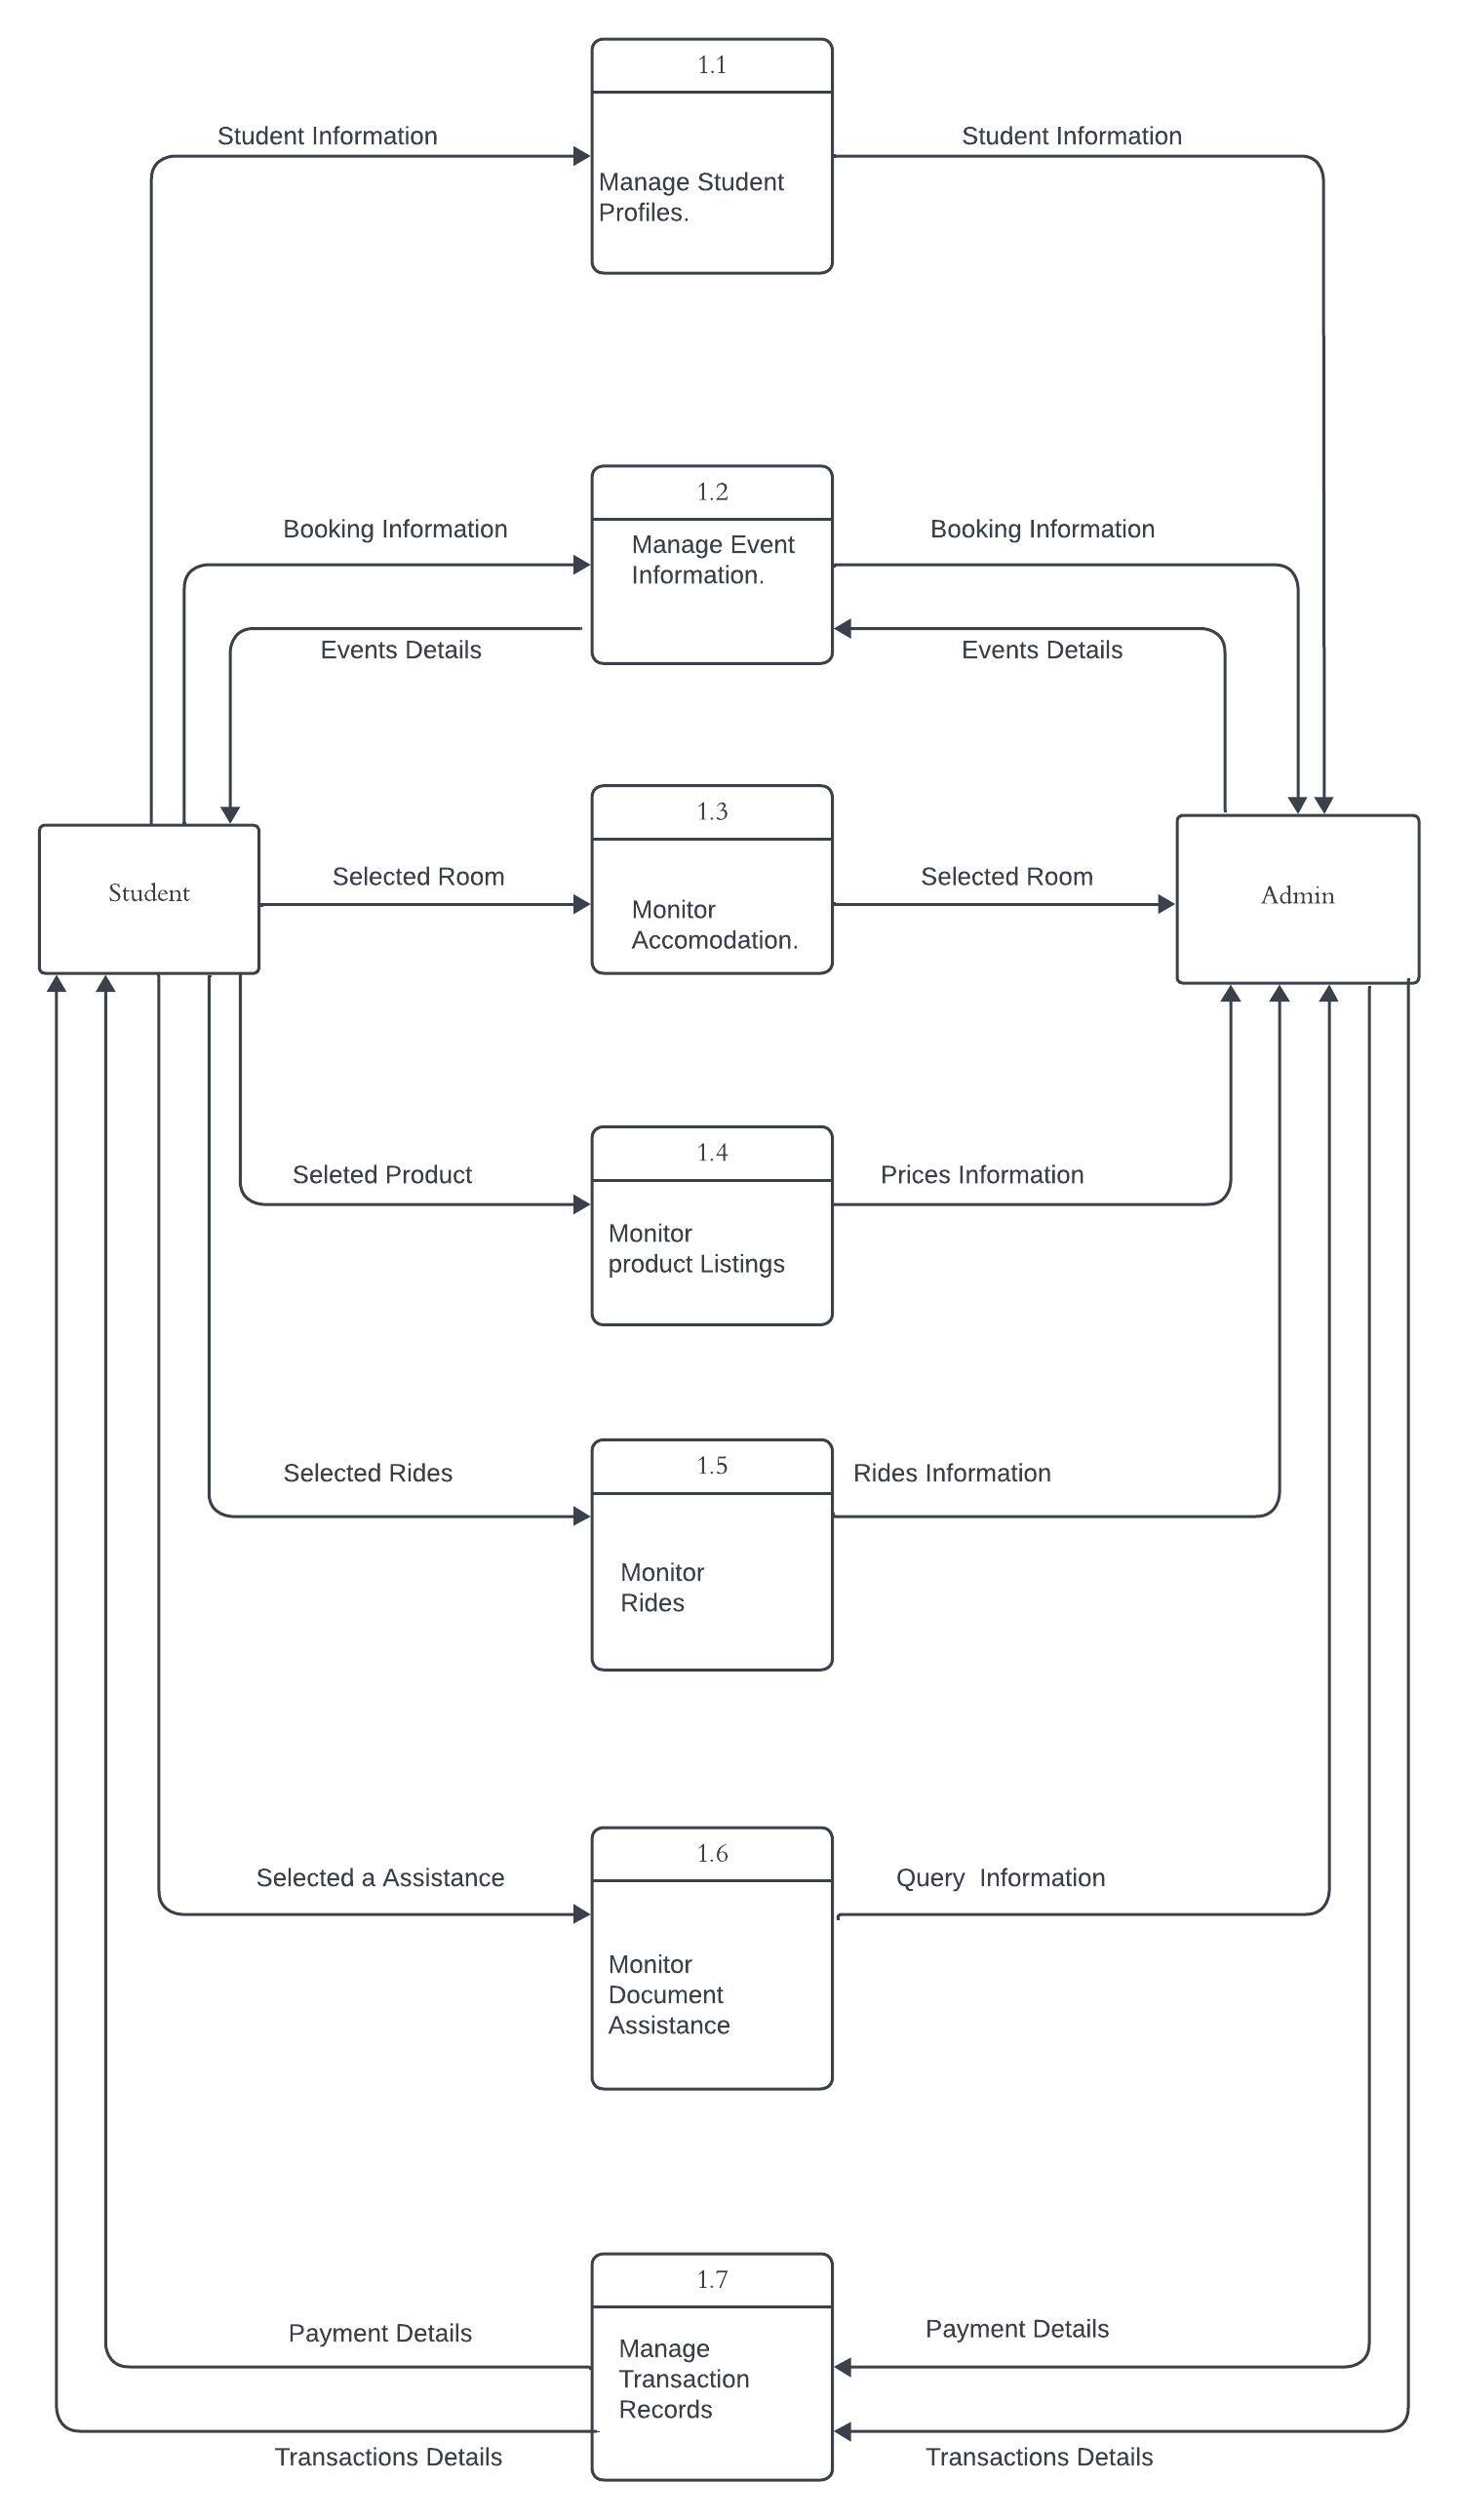 1.1
Student Information
Student Information
Manage Student
Profiles.
1.2
Booking Information
Booking Information
Manage Event
Information.
Events Details
Events Details
1.3
Student
Selected Room
Selected Room
Admin
Monitor
Accomodation.
1.4
Seleted Product
Prices Information
Monitor
product Listings
1.5
Selected Rides
Rides Information
Monitor
Rides
1.6
Selected a Assistance
Query  Information
Monitor
Document
Assistance
1.7
Payment Details
Payment Details
Manage
Transaction
Records
Transactions Details
Transactions Details